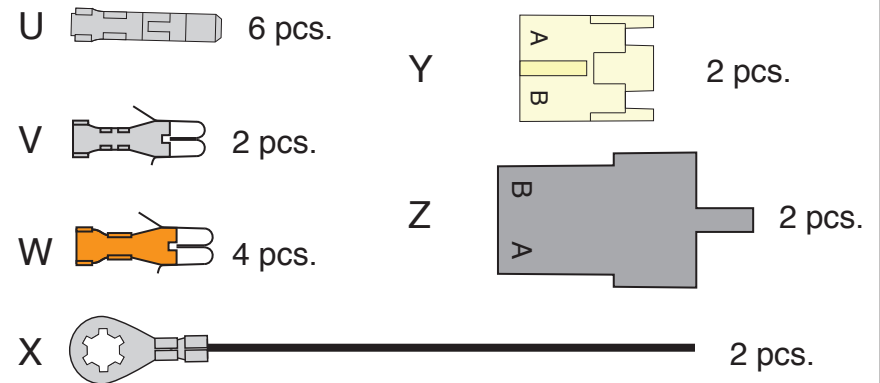 U 6 pcs.
V 2 pcs.
W 4 pcs.
X 2 pcs.
Y A B 2 pcs.
Z B A 2 pcs.